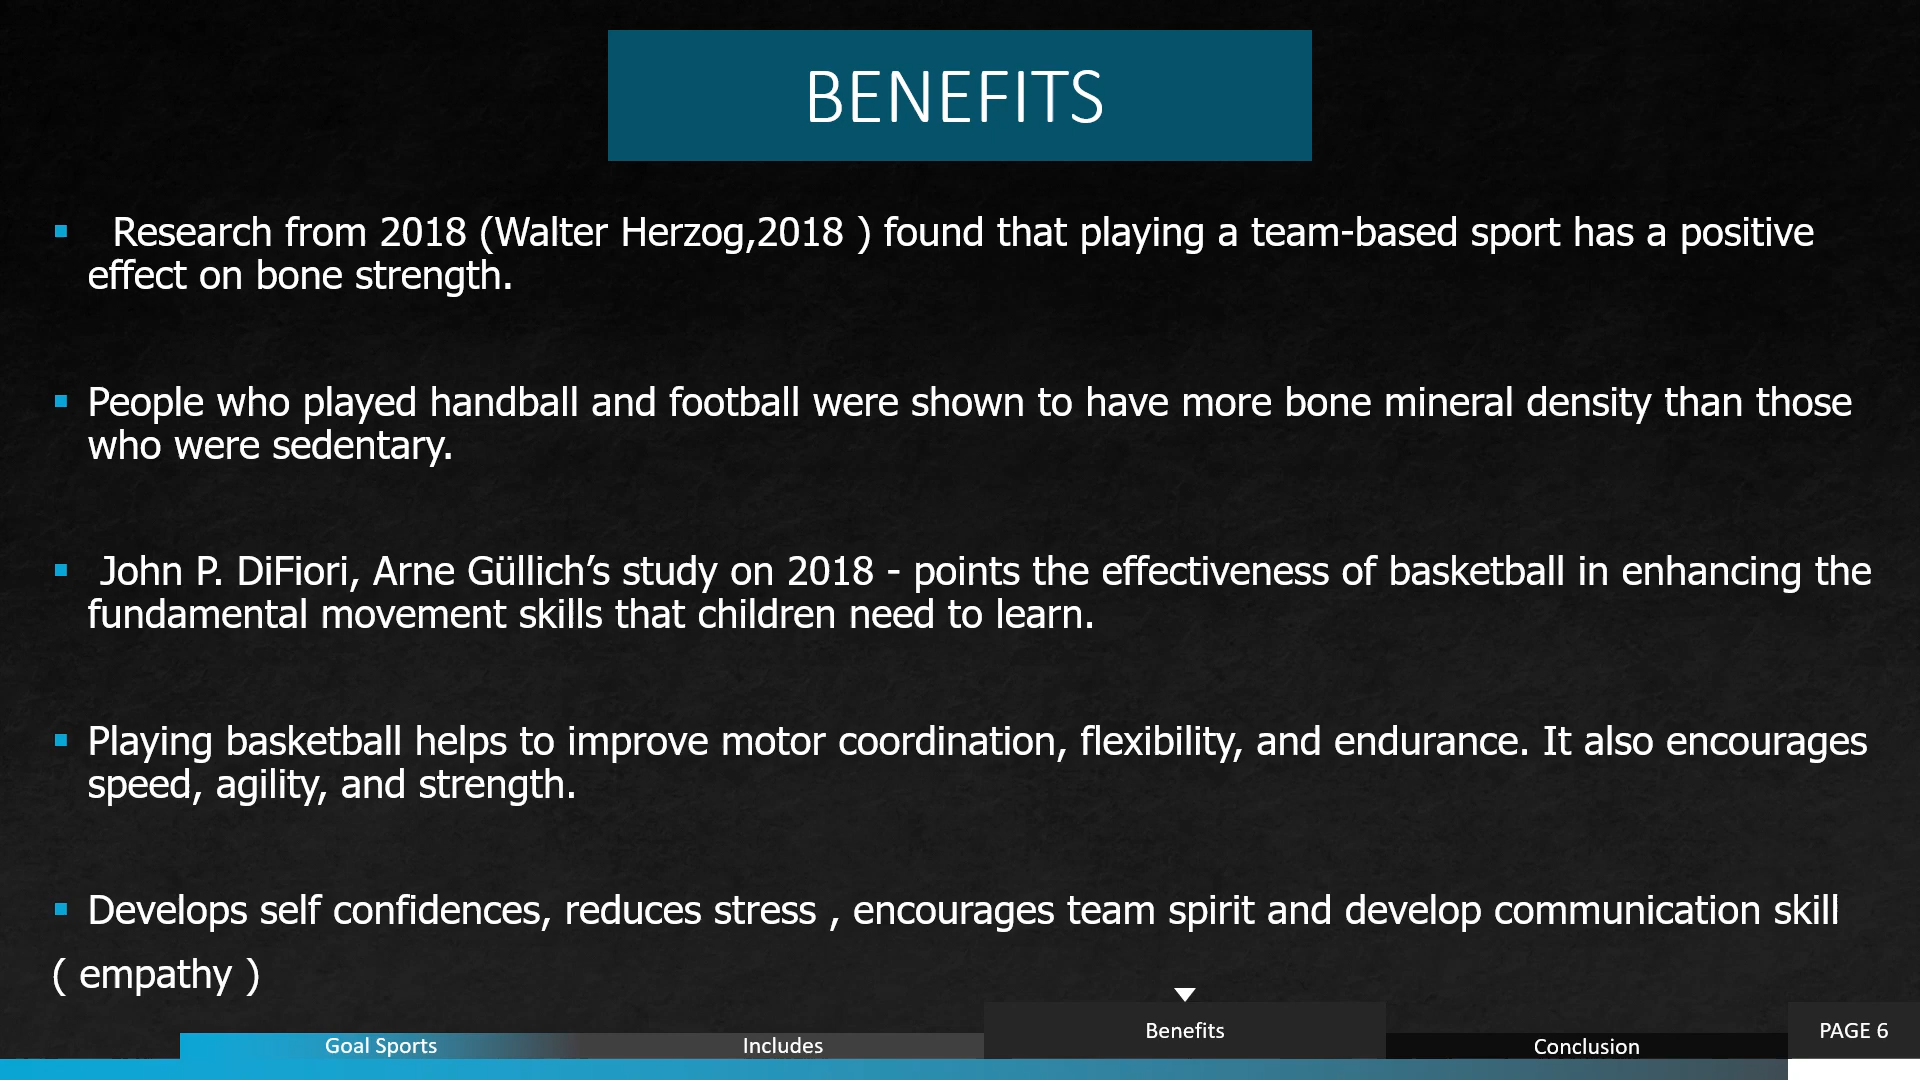 BENEFITS
Research from 2018 (Walter Herzog,2018 ) found that playing a team-based sport has a positive
effect on bone strength.
People who played handball and football were shown to have more bone mineral density than those
who were sedentary.
John P. DiFiori, Arne Güllich’s study on 2018 - points the effectiveness of basketball in enhancing the
fundamental movement skills that children need to learn.
Playing basketball helps to improve motor coordination, flexibility, and endurance. It also encourages
speed, agility, and strength.
Develops self confidences, reduces stress , encourages team spirit and develop communication skill
( empathy )
Goal Sports
Includes
Benefits
Conclusion
PAGE 6